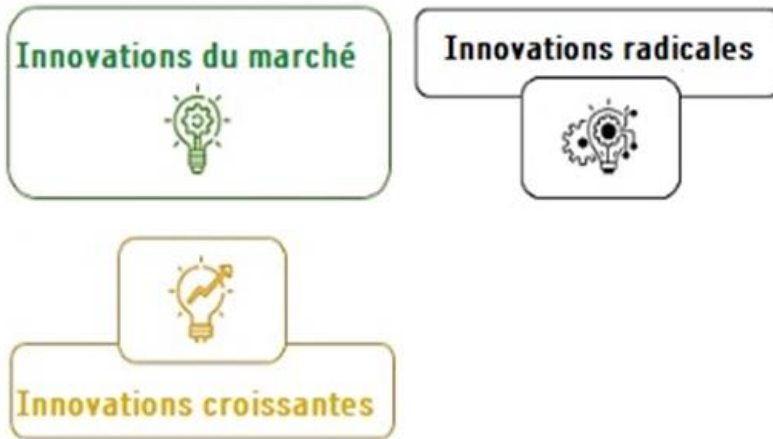 Innovations du marché
Innovations radicales
Innovations croissantes